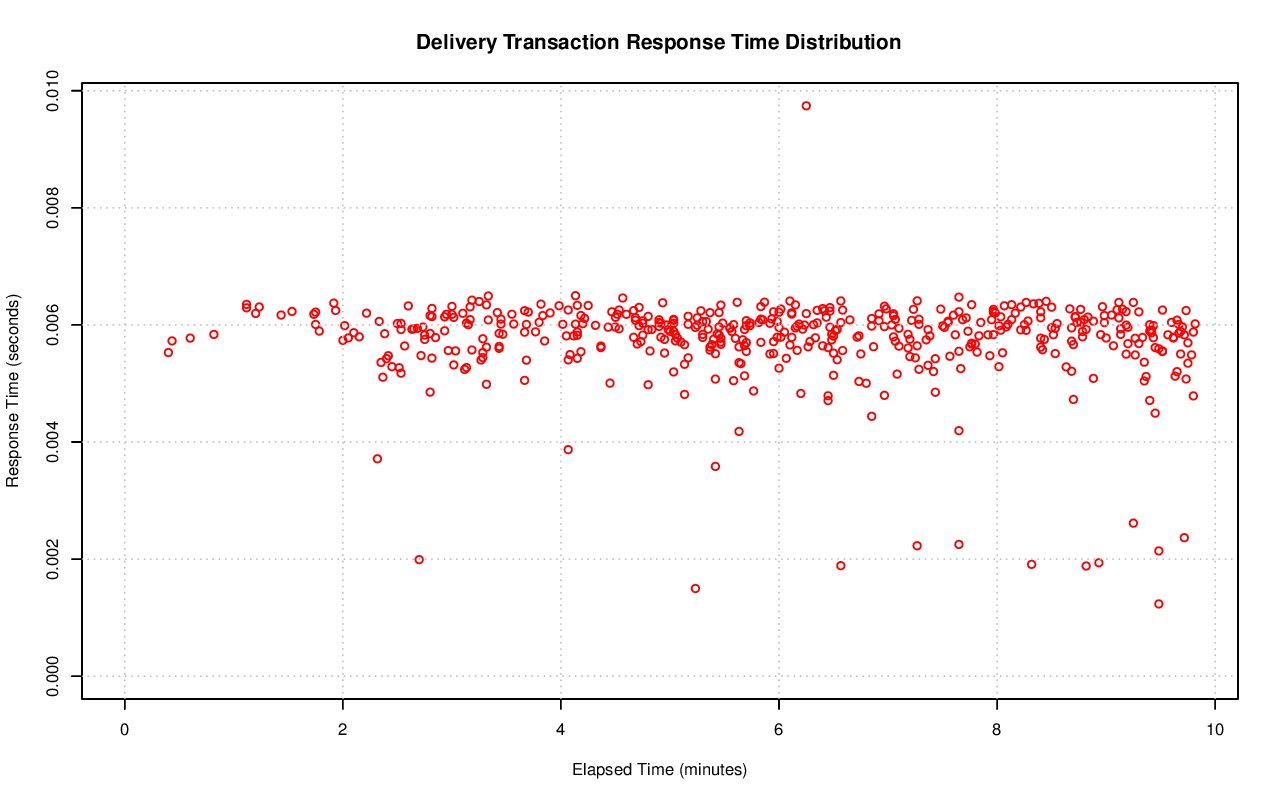 Delivery Transaction Response Time Distribution
Response Time (seconds)
0.010
0.008
0.006
0.004
0.002
0.000
0 2 4 6 8 10
Elapsed Time (minutes)